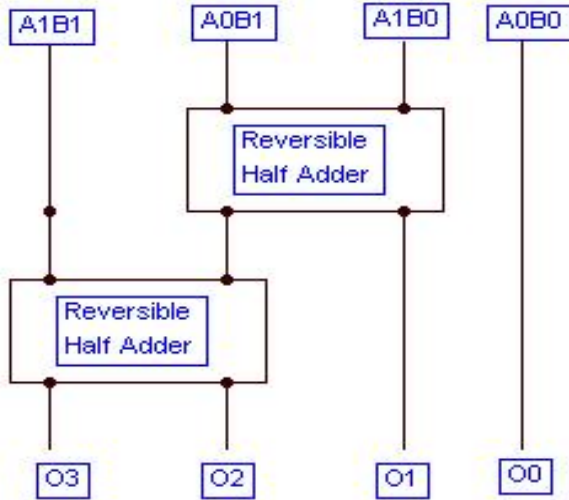 A1B1 A0B1 A1B0 A0B0
Reversible
Half Adder
Reversible
Half Adder
O3 O2 O1 O0